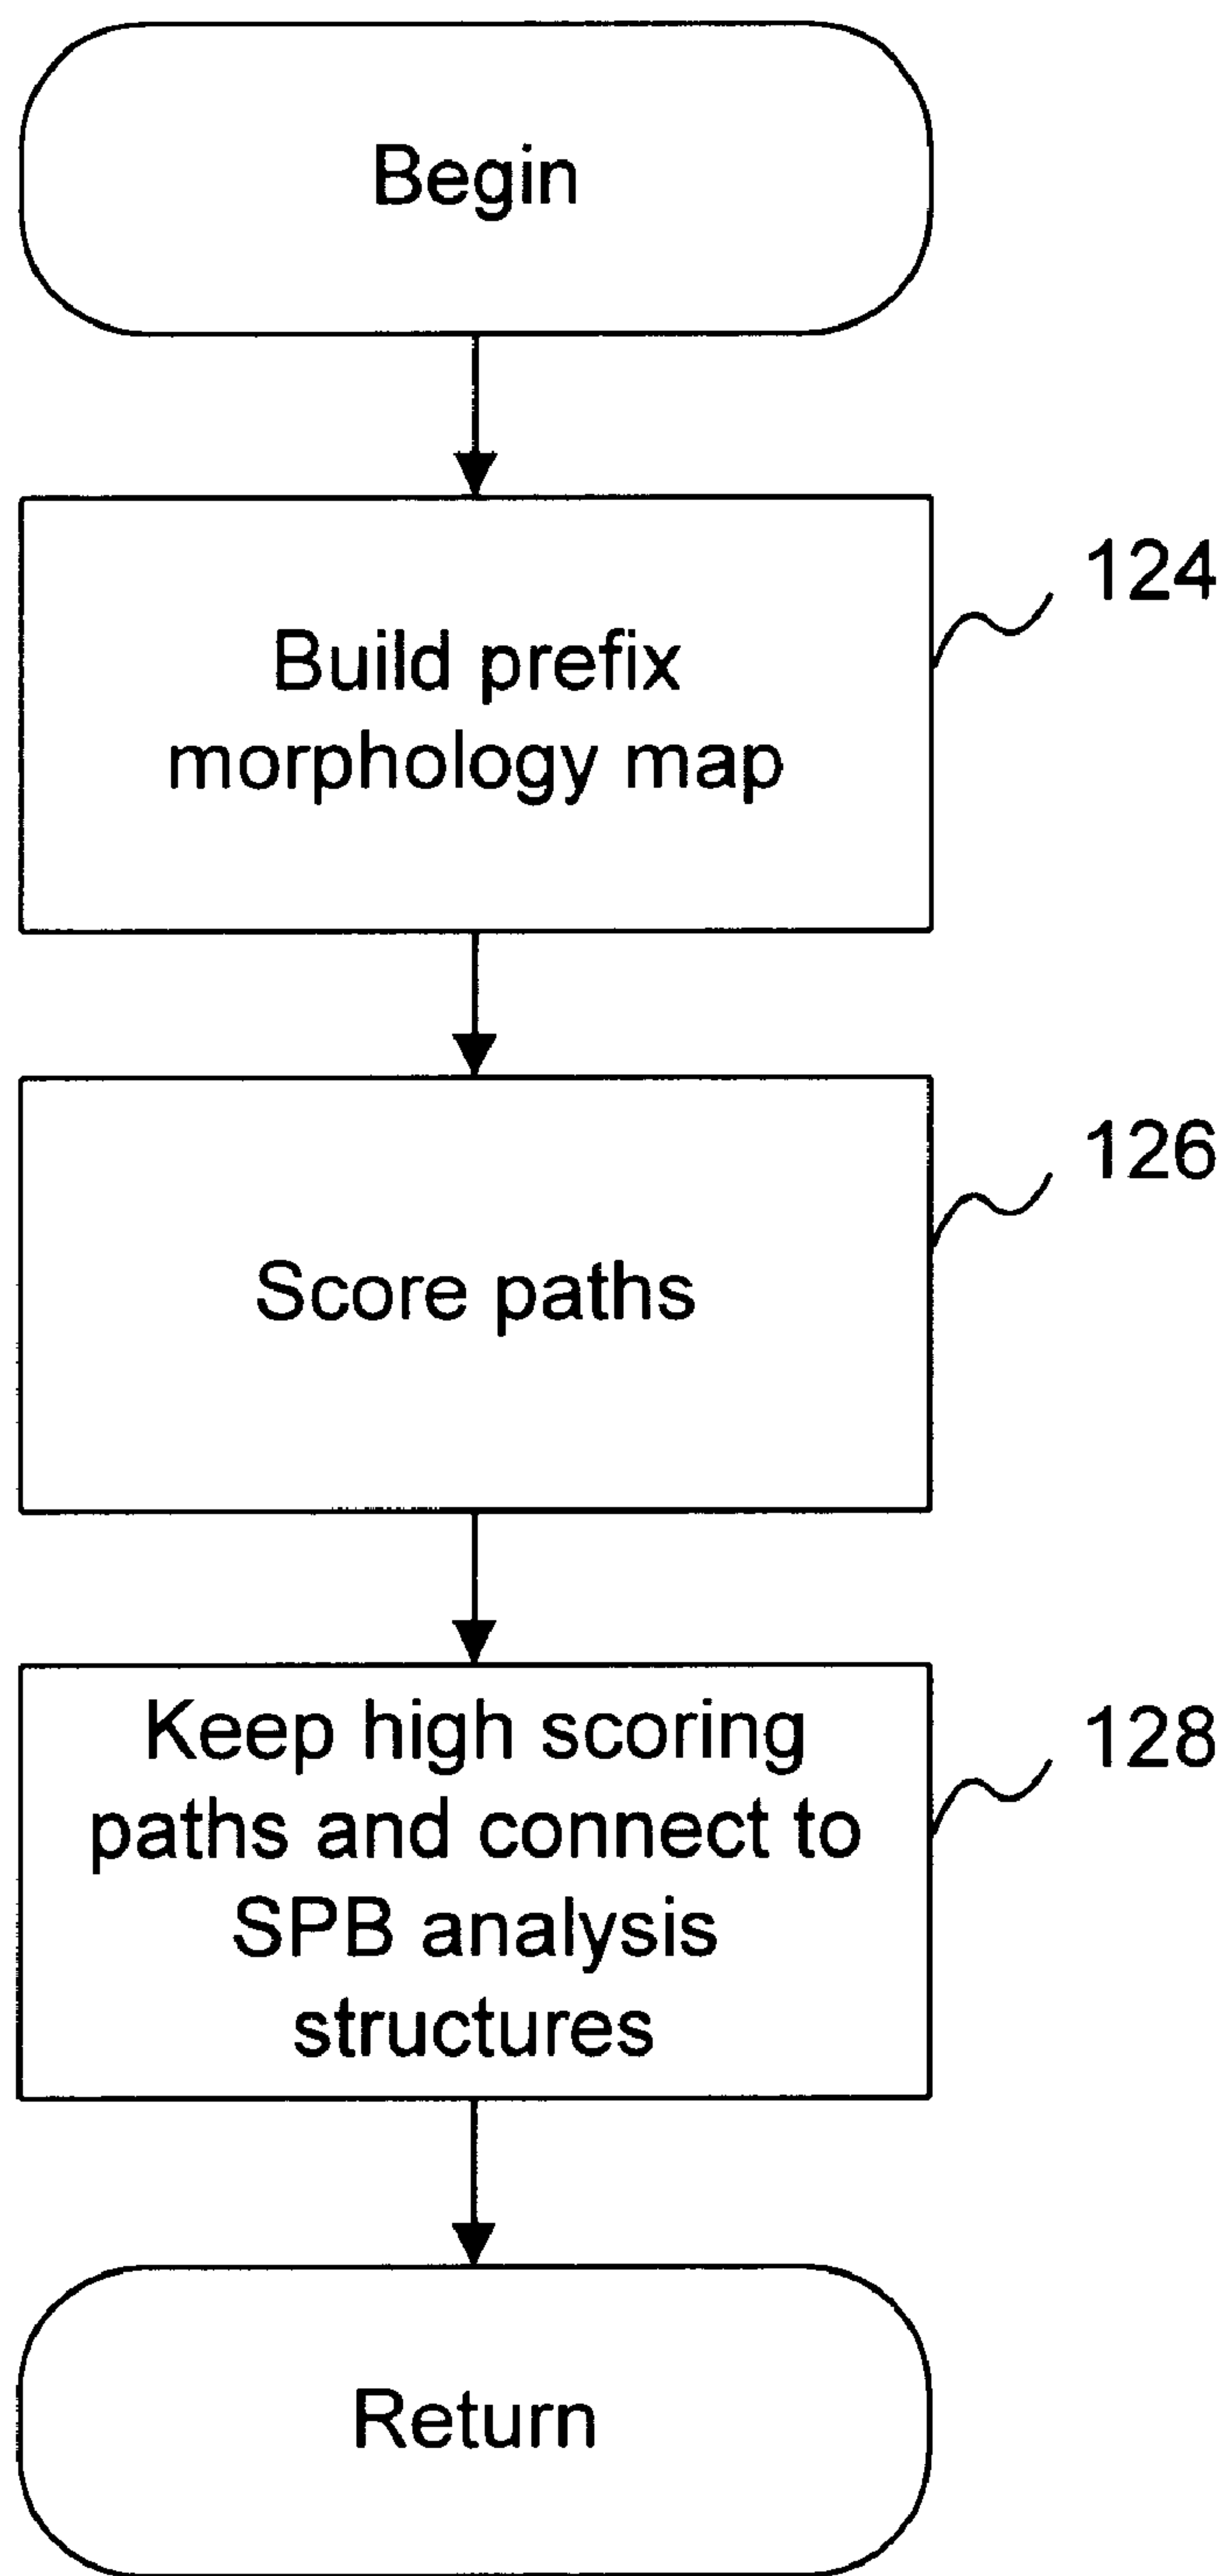 Begin
124
Build prefix
morphology map
126
Score paths
128
Keep high scoring
paths and connect to
SPB analysis
structures
Return